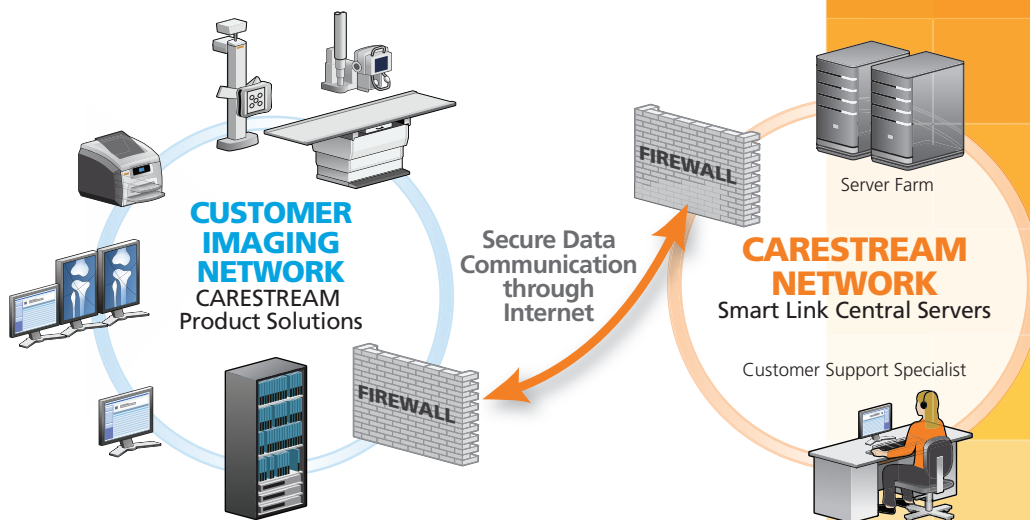 CUSTOMER
IMAGING
NETWORK
CARESTREAM
Product Solutions
FIREWALL
Secure Data
Communication
through
Internet
FIREWALL
Server Farm
CARESTREAM
NETWORK
Smart Link Central Servers
Customer Support Specialist